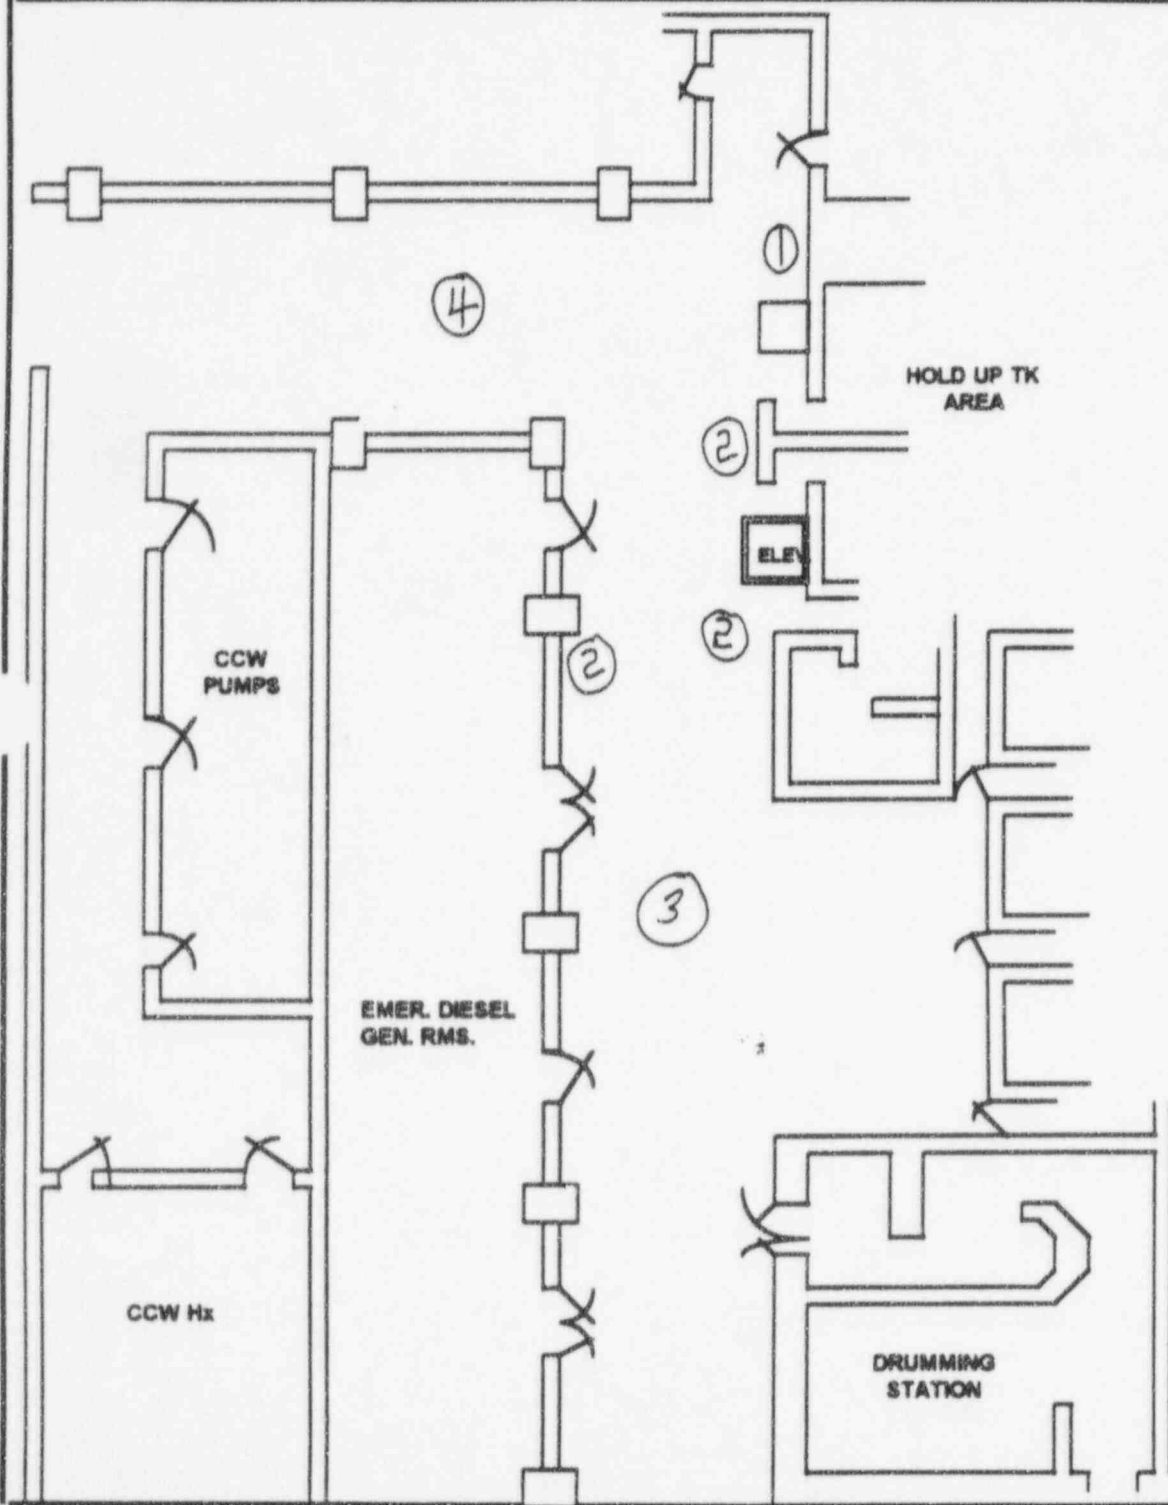 1
4
HOLD UP TK
AREA
2
ELEV
2
2
CCW
PUMPS
3
EMER. DIESEL
GEN. RMS.
CCW Hx
DRUMMING
STATION